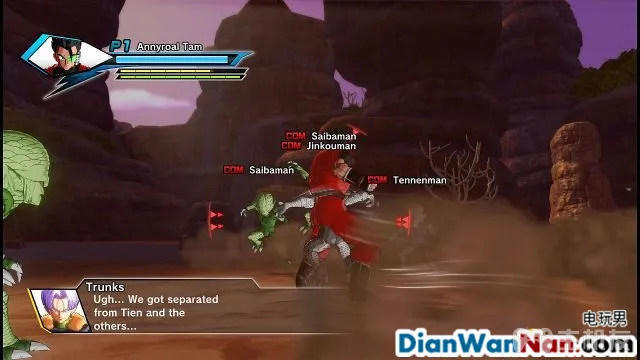 P1 Annyroal Tam
COM Saibaman
COM Jinkouman
COM Saibaman
COM Tennenman
Trunks
Ugh... We got separated
from Tien and the
others...
电玩男
DianWanNan.com